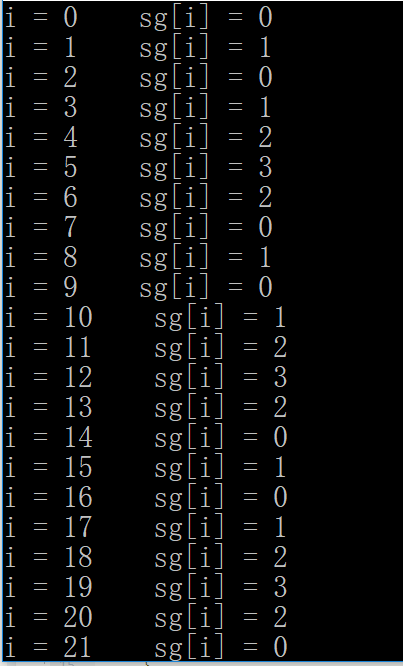 i = 0 sg[i] = 0
i = 1 sg[i] = 1
i = 2 sg[i] = 0
i = 3 sg[i] = 1
i = 4 sg[i] = 2
i = 5 sg[i] = 3
i = 6 sg[i] = 2
i = 7 sg[i] = 0
i = 8 sg[i] = 1
i = 9 sg[i] = 0
i = 10 sg[i] = 1
i = 11 sg[i] = 2
i = 12 sg[i] = 3
i = 13 sg[i] = 2
i = 14 sg[i] = 0
i = 15 sg[i] = 1
i = 16 sg[i] = 0
i = 17 sg[i] = 1
i = 18 sg[i] = 2
i = 19 sg[i] = 3
i = 20 sg[i] = 2
i = 21 sg[i] = 0